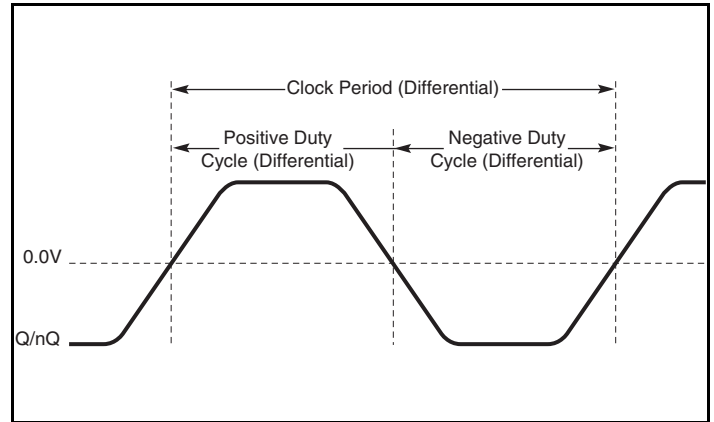 Clock Period (Differential)
Positive Duty
Cycle (Differential)
Negative Duty
Cycle (Differential)
0.0V
Q/nQ